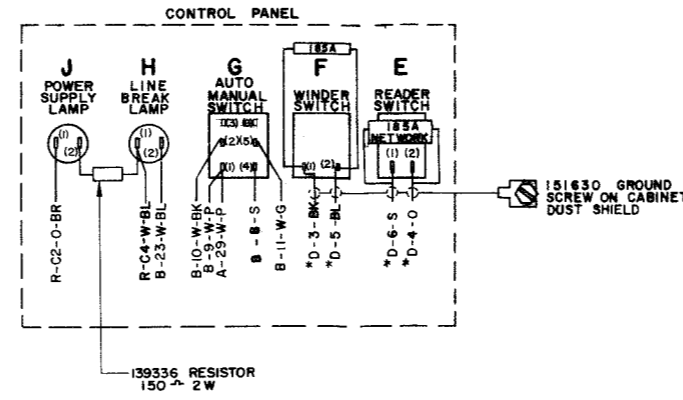 CONTROL PANEL
J
POWER
SUPPLY
LAMP
(1)
(2)
H
LINE
BREAK
LAMP
(1)
(2)
G
AUTO
MANUAL
SWITCH
(3)
(2)(5)
(1) (4)
185A
F
WINDER
SWITCH
(1) (2)
E
READER
SWITCH
185A
NETWORK
(1) (2)
R-C2-O-BR
R-C4-W-BL
B-23-W-BL
B-10-W-BK
B-9-W-P
A-29-W-P
B-8-S
B-11-W-G
*D-3-BK
*D-5-BL
*D-6-S
*D-4-O
151630 GROUND
SCREW ON CABINET
DUST SHIELD
139336 RESISTOR
150 Ω 2W